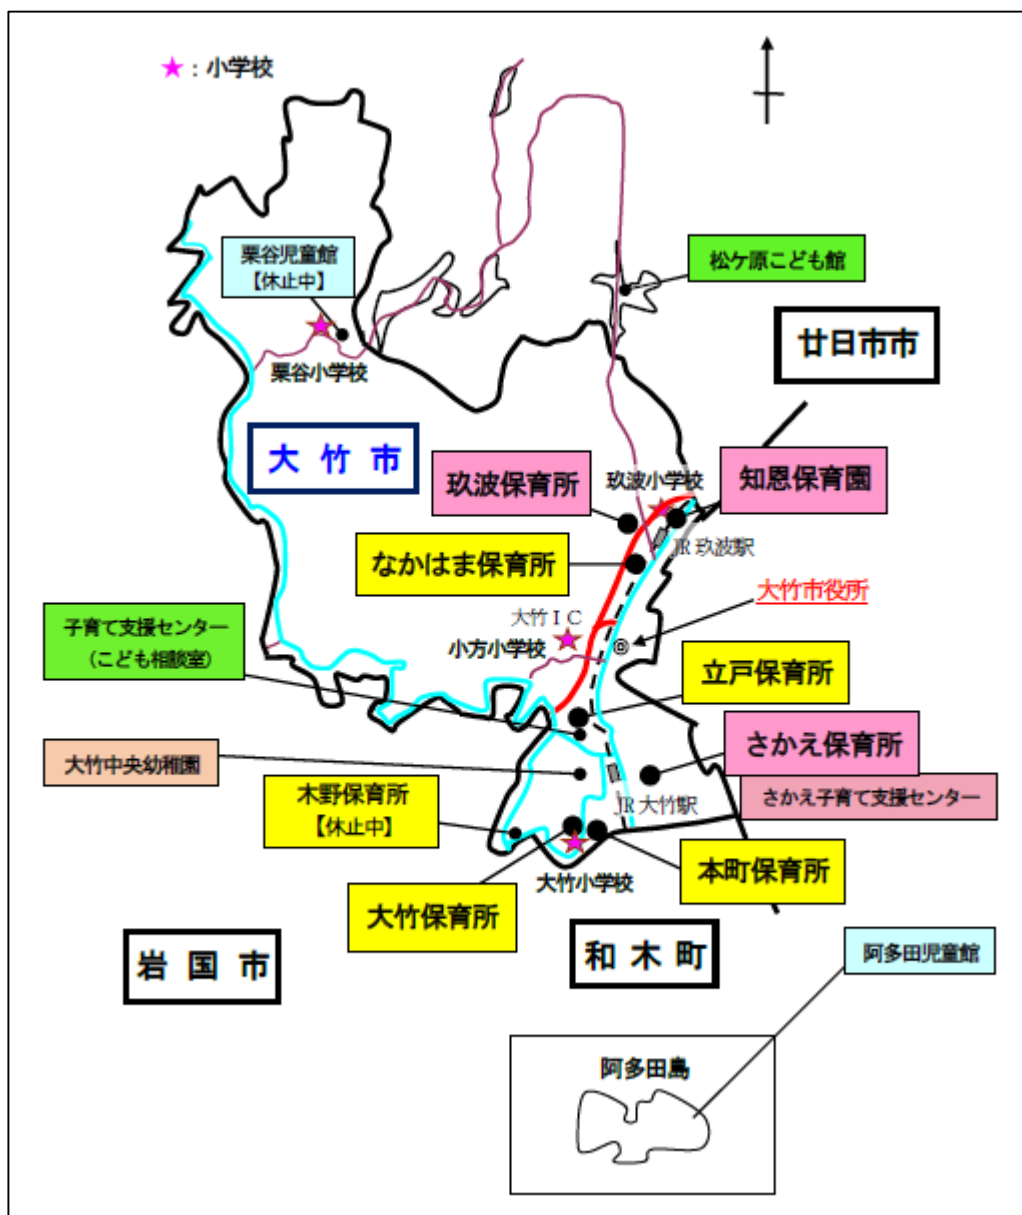 ★：小学校
栗谷児童館
【休止中】
松ケ原こども館
廿日市市
栗谷小学校
大竹市
玖波保育所
玖波小学校
知恩保育園
なかはま保育所
JR 玖波駅
大竹市役所
大竹ＩＣ
子育て支援センター
（こども相談室）
小方小学校
立戸保育所
さかえ保育所
大竹中央幼稚園
木野保育所
【休止中】
JR 大竹駅
さかえ子育て支援センター
大竹小学校
本町保育所
大竹保育所
岩国市
和木町
阿多田児童館
阿多田島